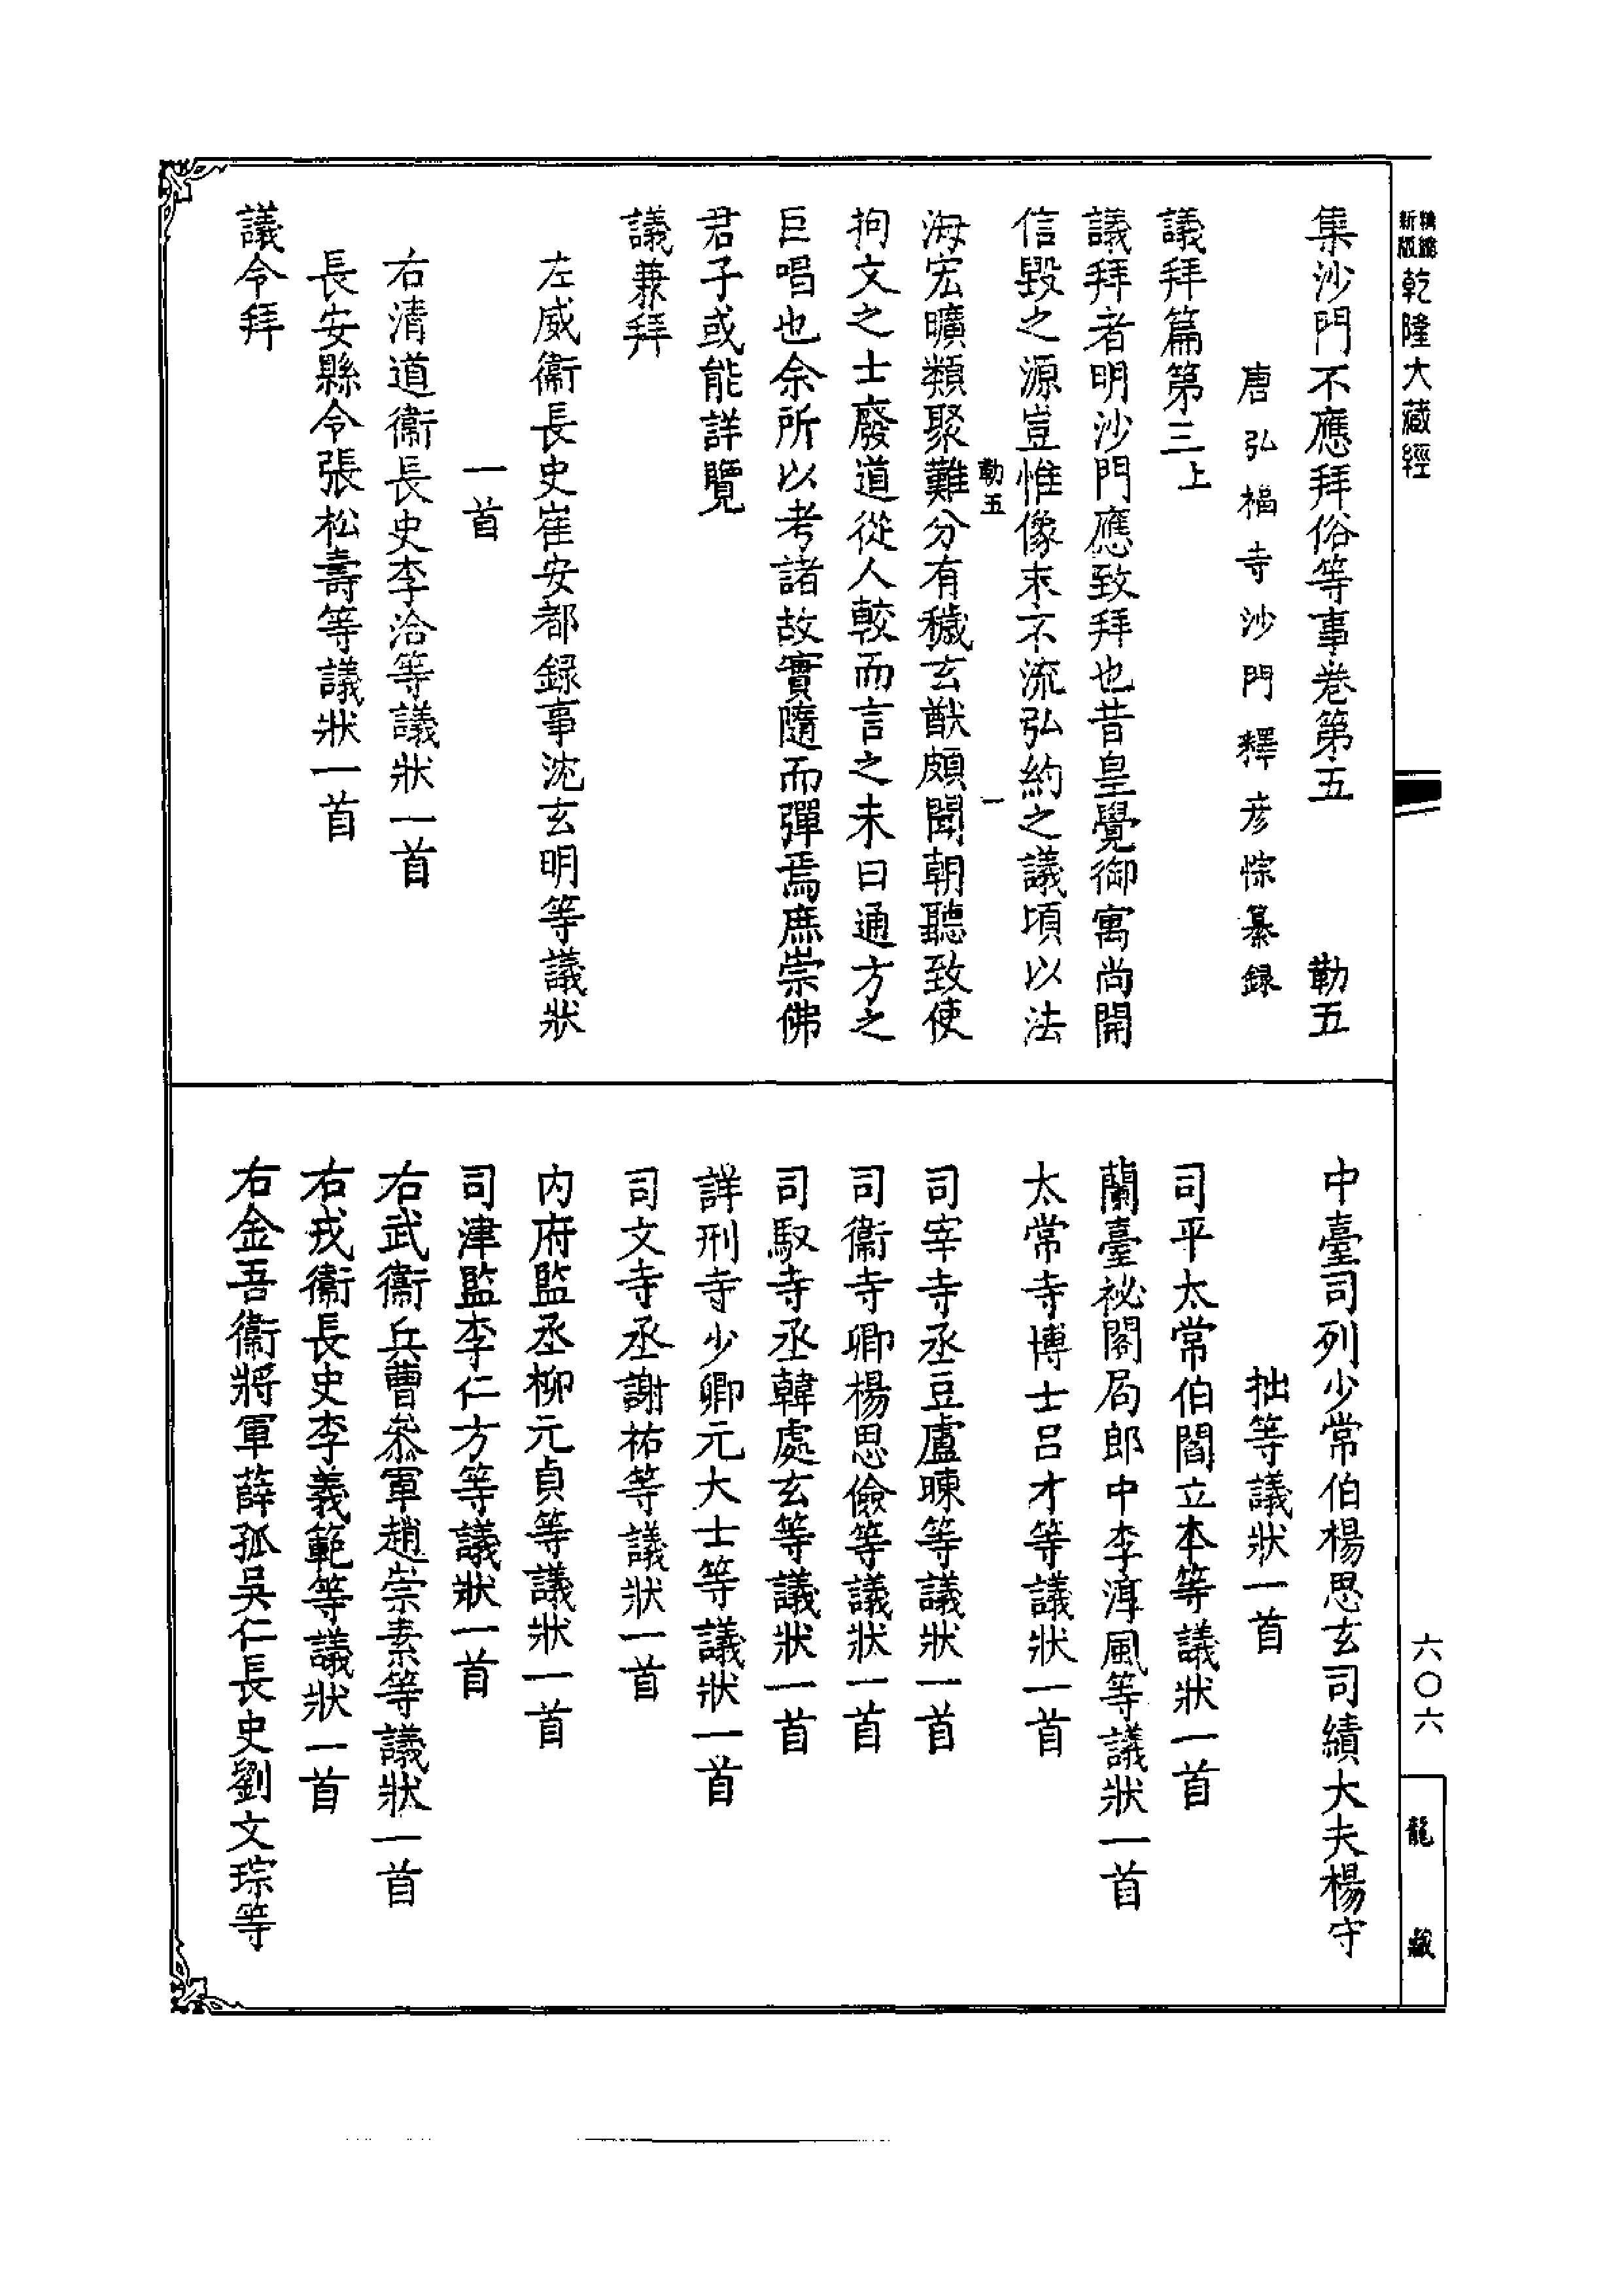 新編縮版乾隆大藏經
六〇六
龍藏
集沙門不應拜俗等事卷第五 勒五
唐弘福寺沙門釋彥悰纂録
議拜篇第三上
議拜者明沙門應致拜也昔皇覺御寓尚開
信毀之源豈惟像末不流弘約之議頃以法
勒五 一
海宏曠類聚難分有穢玄猷頗聞朝聽致使
拘文之士廢道從人較而言之未曰通方之
巨唱也余所以考諸故實隨而彈焉庶崇佛
君子或能詳覽
議兼拜
左威衞長史崔安都録事沈玄明等議狀
一首
右清道衞長史李洽等議狀一首
長安縣令張松壽等議狀一首
議令拜
中臺司列少常伯楊思玄司績大夫楊守
拙等議狀一首
司平太常伯閻立本等議狀一首
蘭臺祕閣局郎中李淳風等議狀一首
太常寺博士呂才等議狀一首
司宰寺丞豆盧暕等議狀一首
司衞寺卿楊思儉等議狀一首
司馭寺丞韓處玄等議狀一首
詳刑寺少卿元大士等議狀一首
司文寺丞謝祐等議狀一首
内府監丞柳元貞等議狀一首
司津監李仁方等議狀一首
右武衞兵曹叅軍趙崇素等議狀一首
右戎衞長史李義範等議狀一首
右金吾衞將軍薛孤吳仁長史劉文琮等